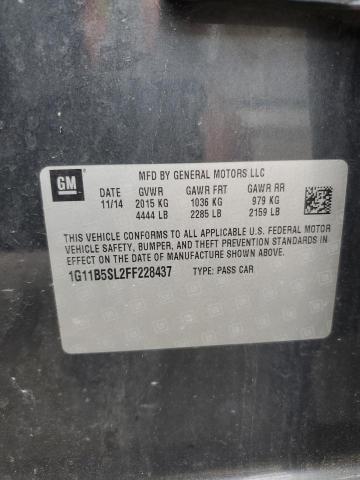 GM
MFD BY GENERAL MOTORS LLC
11/14 GVWR GAWR FRT GAWR RR
2015 KG 1036 KG 979 KG
4444 LB 2285 LB 2159 LB
THIS VEHICLE CONFORMS TO ALL APPLICABLE U.S. FEDERAL MOTOR
VEHICLE SAFETY, BUMPER, AND THEFT PREVENTION STANDARDS IN
EFFECT ON THE DATE OF MANUFACTURE SHOWN ABOVE.
1G11B5SL2FF228437 TYPE: PASS CAR